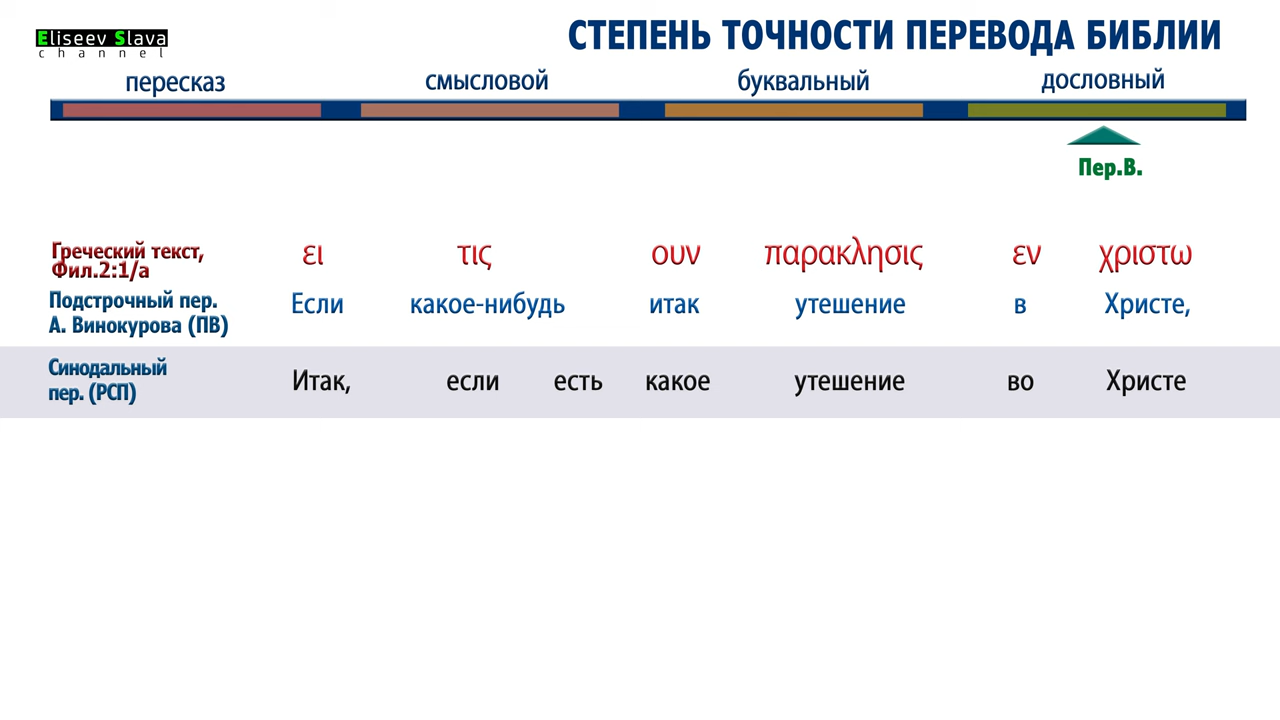 Eliseev Slava
channel
СТЕПЕНЬ ТОЧНОСТИ ПЕРЕВОДА БИБЛИИ
пересказ смысловой буквальный дословный
Пер.В.
Греческий текст,
Фил.2:1/а
ει τις ουν παρακλησις εν χριστω
Подстрочный пер.
А. Винокурова (ПВ)
Если какое-нибудь итак утешение в Христе,
Синодальный
пер. (РСП)
Итак, если есть какое утешение во Христе